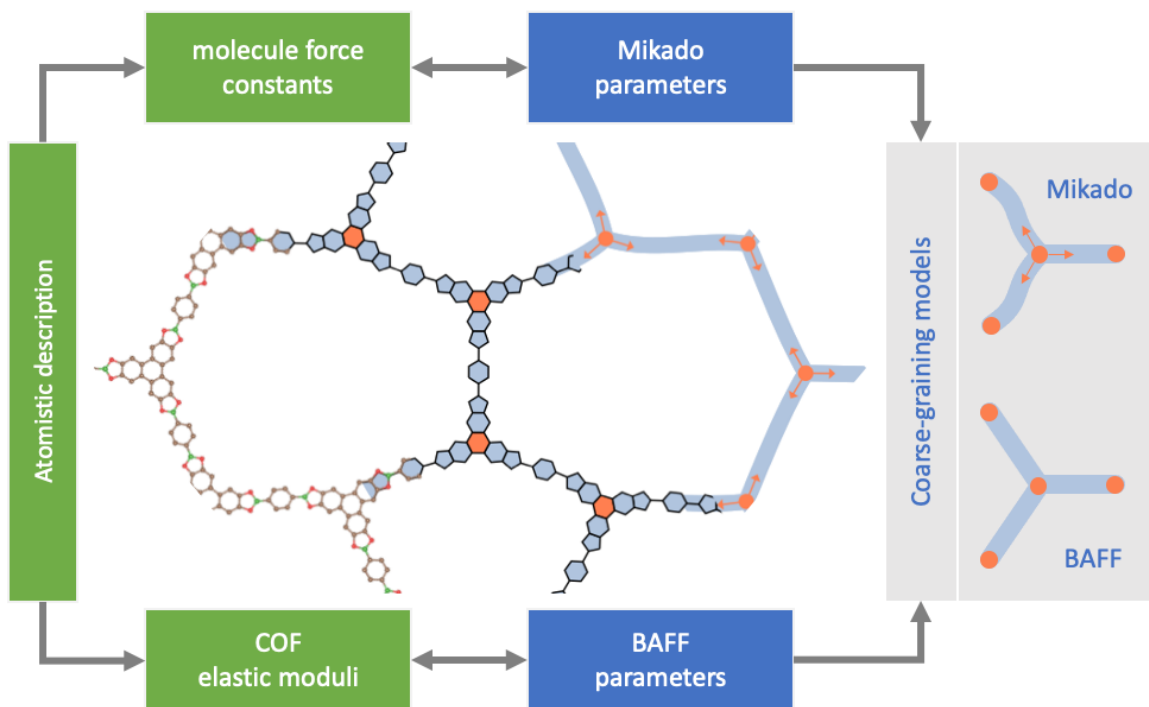 molecule force
constants
Mikado
parameters
Atomistic description
Coarse-graining models
Mikado
BAFF
COF
elastic moduli
BAFF
parameters